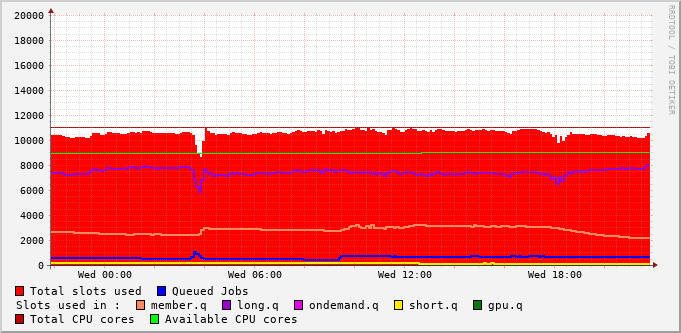 RRDTOOL / TOBI OETIKER
20000
18000
16000
14000
12000
10000
8000
6000
4000
2000
0
Wed 00:00 Wed 06:00 Wed 12:00 Wed 18:00
Total slots used Queued Jobs
Slots used in : member.q long.q ondemand.q short.q gpu.q
Total CPU cores Available CPU cores